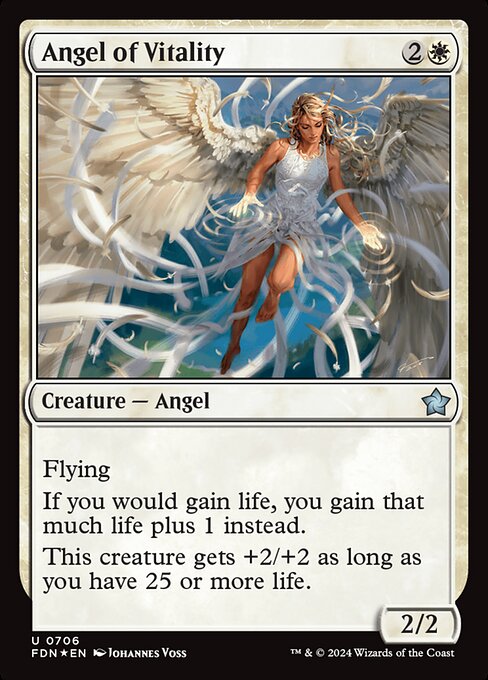 Angel of Vitality 2
Creature — Angel
Flying
If you would gain life, you gain that
much life plus 1 instead.
This creature gets +2/+2 as long as
you have 25 or more life.
2/2
U 0706
FDN★EN Johannes Voss
™ & © 2024 Wizards of the Coast